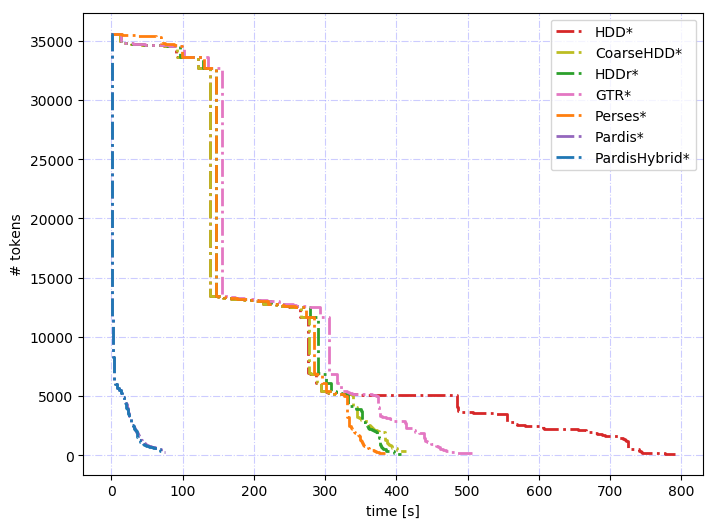 35000
30000
25000
20000
15000
10000
5000
0
# tokens
HDD*
CoarseHDD*
HDDr*
GTR*
Perses*
Pardis*
PardisHybrid*
0 100 200 300 400 500 600 700 800
time [s]